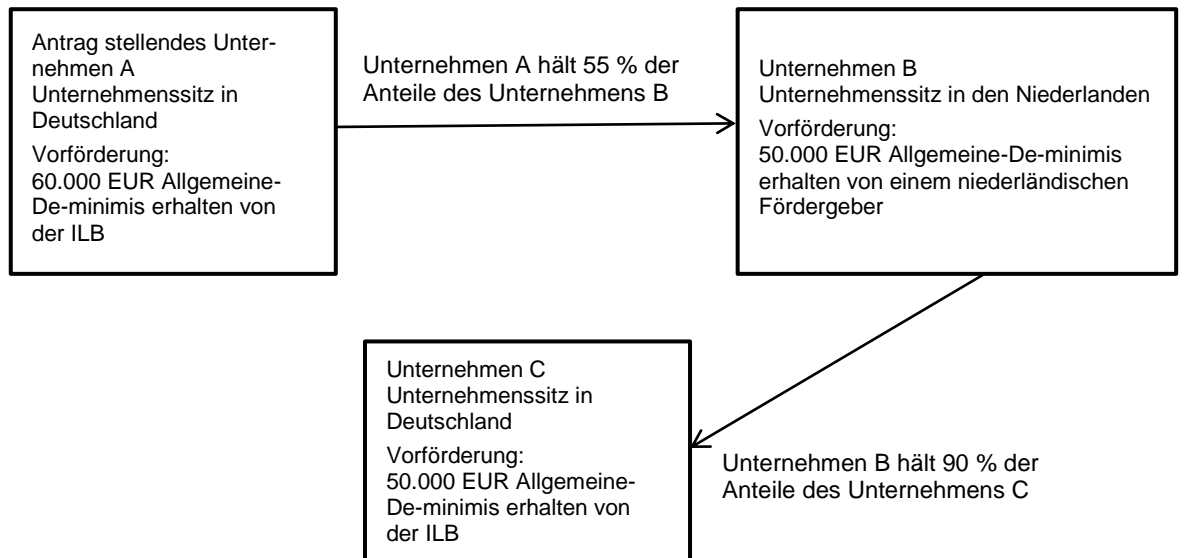 Antrag stellendes Unter-
nehmen A
Unternehmenssitz in
Deutschland
Vorförderung:
60.000 EUR Allgemeine-
De-minimis erhalten von
der ILB
Unternehmen A hält 55 % der
Anteile des Unternehmens B
Unternehmen B
Unternehmenssitz in den Niederlanden
Vorförderung:
50.000 EUR Allgemeine-De-minimis
erhalten von einem niederländischen
Fördergeber
Unternehmen C
Unternehmenssitz in
Deutschland
Vorförderung:
50.000 EUR Allgemeine-
De-minimis erhalten von
der ILB
Unternehmen B hält 90 % der
Anteile des Unternehmens C